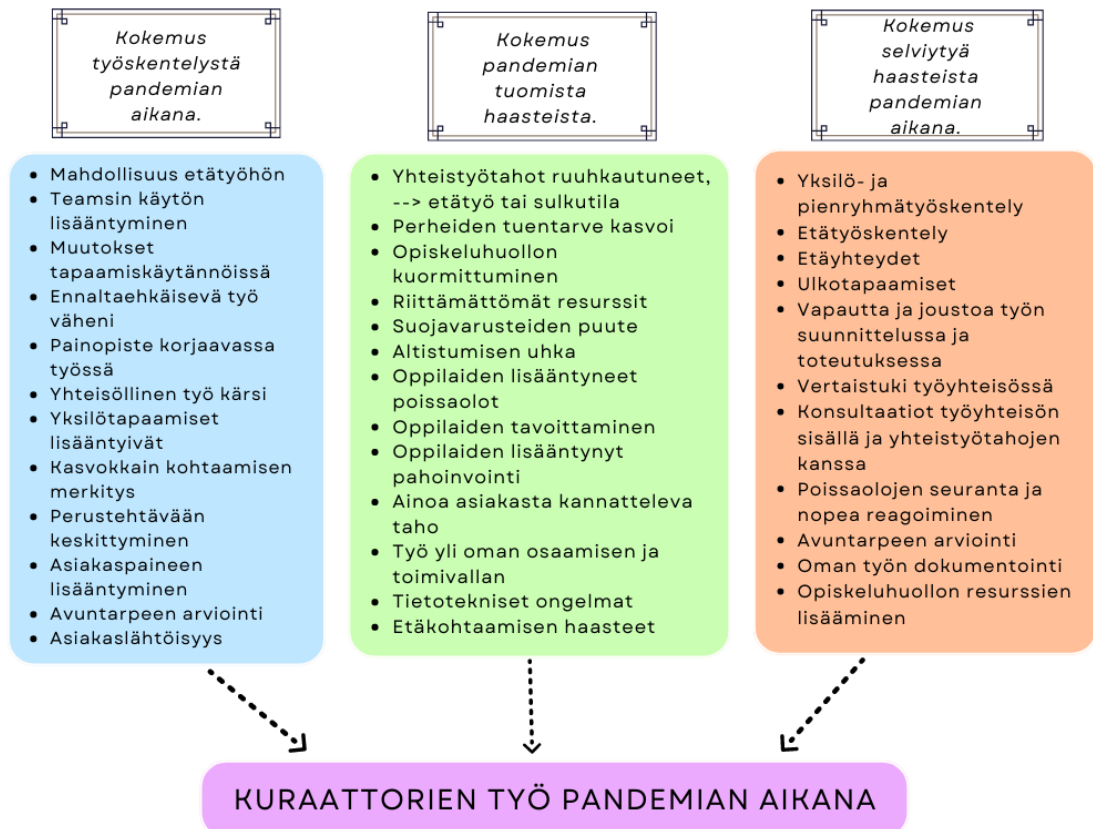 Kokemus
työskentelystä
pandemian
aikana.
Kokemus
pandemian
tuomista
haasteista.
Kokemus
selviytyä
haasteista
pandemian
aikana.
• Mahdollisuus etätyöhön
• Teamsin käytön
lisääntyminen
• Muutokset
tapaamiskäytännöissä
• Ennaltaehkäisevä työ
väheni
• Painopiste korjaavassa
työssä
• Yhteisöllinen työ kärsi
• Yksilötapaamiset
lisääntyivät
• Kasvokkain kohtaamisen
merkitys
• Perustehtävään
keskittyminen
• Asiakaspaineen
lisääntyminen
• Avuntarpeen arviointi
• Asiakaslähtöisyys
• Yhteistyötahot ruuhkautuneet,
--> etätyö tai sulkutila
• Perheiden tuentarve kasvoi
• Opiskeluhuollon
kuormittuminen
• Riittämättömät resurssit
• Suojavarusteiden puute
• Altistumisen uhka
• Oppilaiden lisääntyneet
poissaolot
• Oppilaiden tavoittaminen
• Oppilaiden lisääntynyt
pahoinvointi
• Ainoa asiakasta kannatteleva
taho
• Työ yli oman osaamisen ja
toimivallan
• Tietotekniset ongelmat
• Etäkohtaamisen haasteet
• Yksilö- ja
pienryhmätyöskentely
• Etätyöskentely
• Etäyhteydet
• Ulkotapaamiset
• Vapautta ja joustoa työn
suunnittelussa ja
toteutuksessa
• Vertaistuki työyhteisössä
• Konsultaatiot työyhteisön
sisällä ja yhteistyötahojen
kanssa
• Poissaolojen seuranta ja
nopea reagoiminen
• Avuntarpeen arviointi
• Oman työn dokumentointi
• Opiskeluhuollon resurssien
lisääminen
KURAATTORIEN TYÖ PANDEMIAN AIKANA